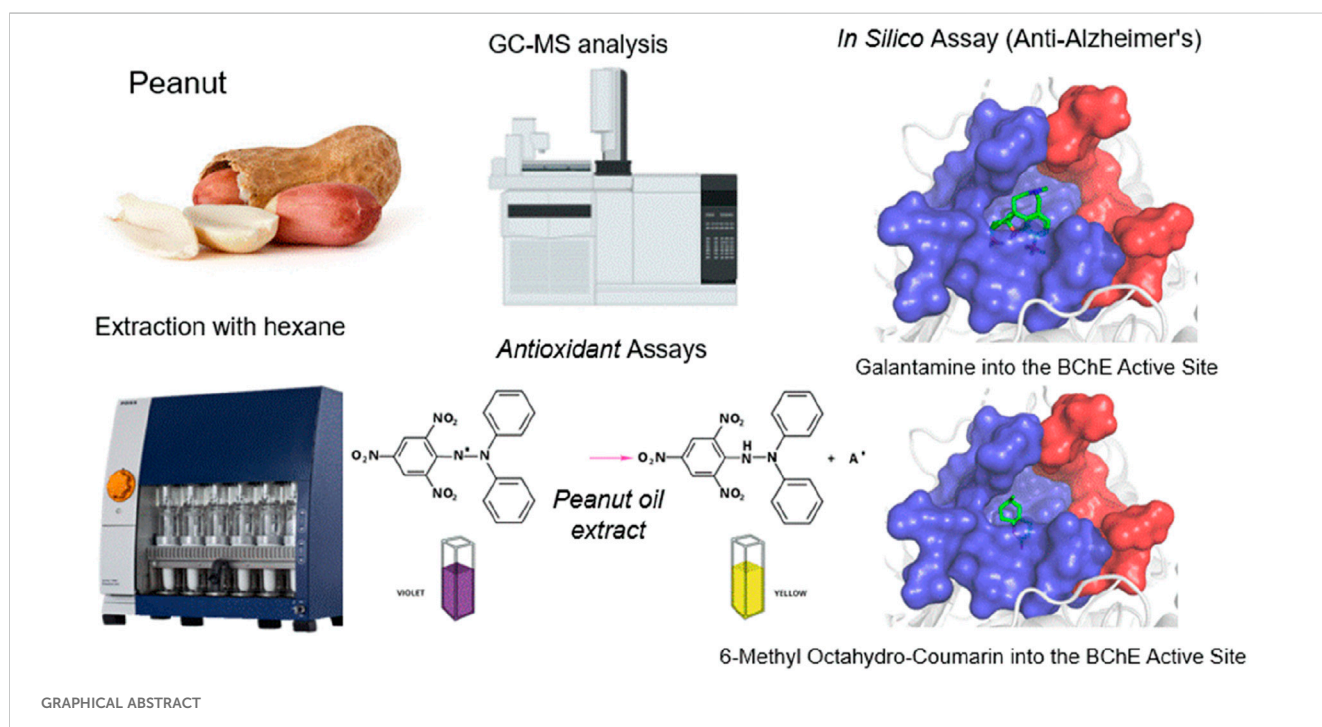 Peanut
GC-MS analysis
In Silico Assay (Anti-Alzheimer's)
Extraction with hexane
Antioxidant Assays
Galantamine into the BChE Active Site
NO₂
O₂N
N*
N
NO₂
Peanut oil
extract
NO₂
O₂N
H
N
N
NO₂
+ A•
VIOLET
YELLOW
6-Methyl Octahydro-Coumarin into the BChE Active Site
GRAPHICAL ABSTRACT